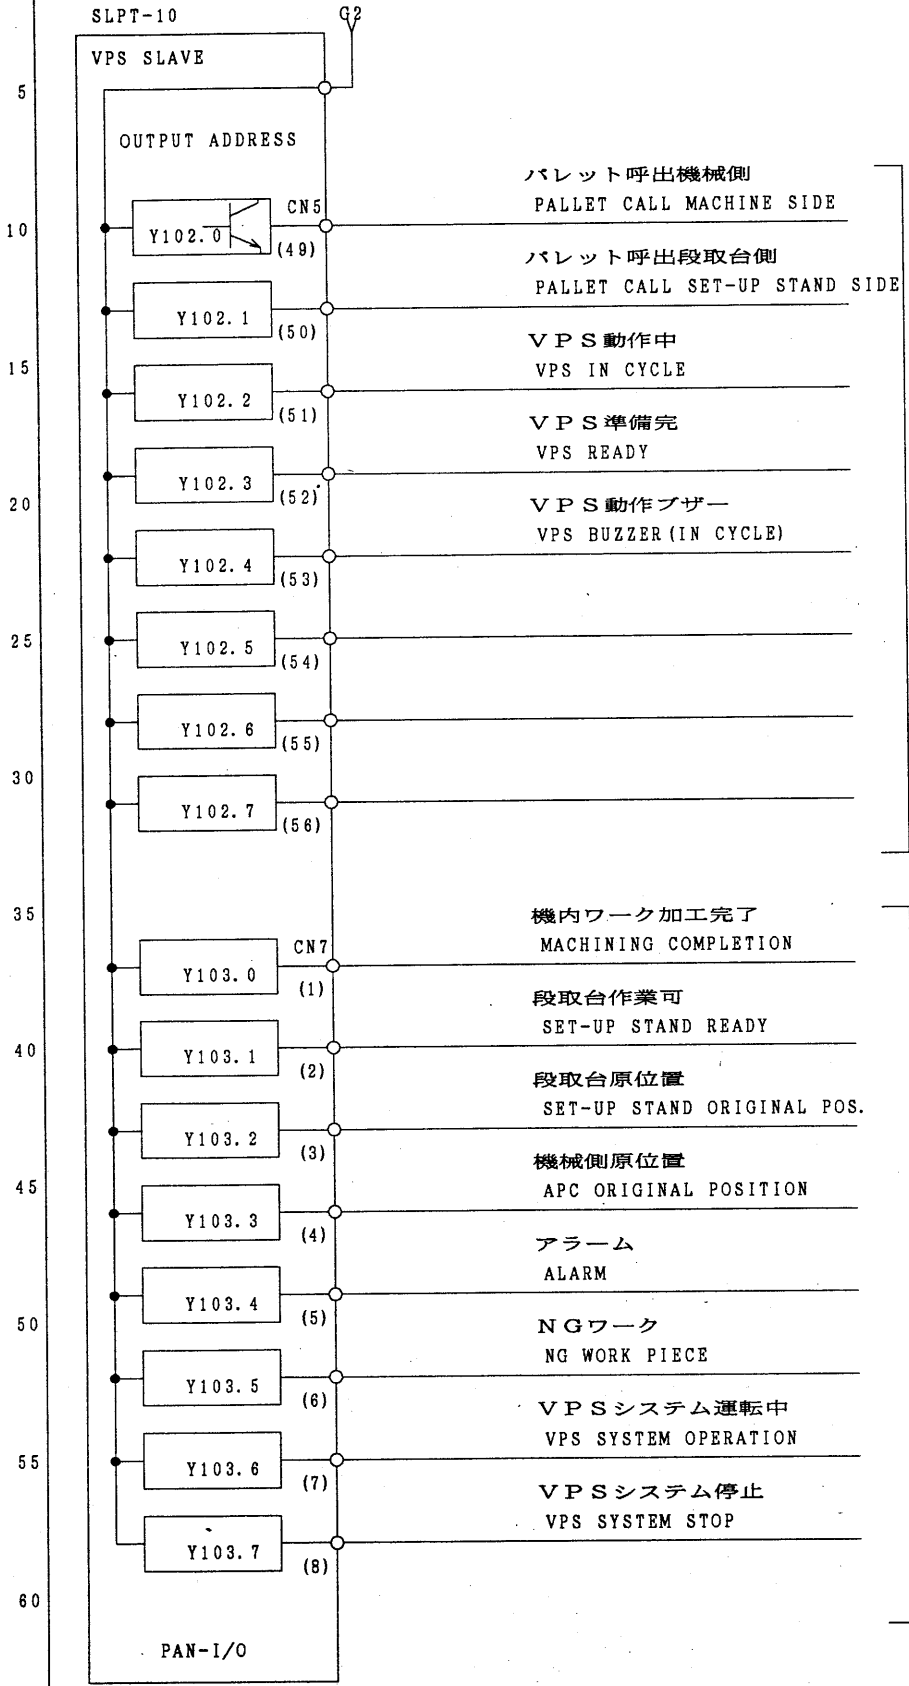 SLPT-10
G2
VPS SLAVE
5
OUTPUT ADDRESS
パレット呼出機械側
PALLET CALL MACHINE SIDE
10
Y102.0
CN5
(49)
パレット呼出段取台側
PALLET CALL SET-UP STAND SIDE
Y102.1
(50)
15
VPS動作中
VPS IN CYCLE
Y102.2
(51)
VPS準備完
VPS READY
Y102.3
(52)
20
VPS動作ブザー
VPS BUZZER(IN CYCLE)
Y102.4
(53)
25
Y102.5
(54)
Y102.6
(55)
30
Y102.7
(56)
35
機内ワーク加工完了
MACHINING COMPLETION
CN7
Y103.0
(1)
段取台作業可
SET-UP STAND READY
40
Y103.1
(2)
段取台原位置
SET-UP STAND ORIGINAL POS.
Y103.2
(3)
45
機械側原位置
APC ORIGINAL POSITION
Y103.3
(4)
アラーム
ALARM
Y103.4
(5)
50
NGワーク
NG WORK PIECE
Y103.5
(6)
VPSシステム運転中
VPS SYSTEM OPERATION
55
Y103.6
(7)
VPSシステム停止
VPS SYSTEM STOP
Y103.7
(8)
60
PAN-I/O